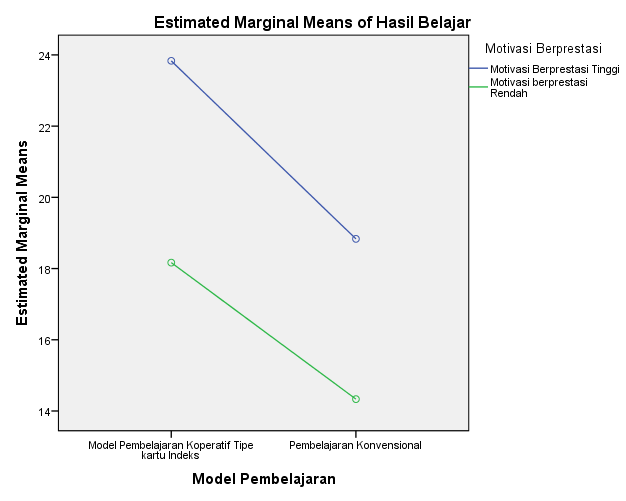 Estimated Marginal Means of Hasil Belajar
Motivasi Berprestasi
Motivasi Berprestasi Tinggi
Motivasi berprestasi
Rendah
Estimated Marginal Means
24
22
20
18
16
14
Model Pembelajaran Koperatif Tipe
kartu Indeks
Pembelajaran Konvensional
Model Pembelajaran